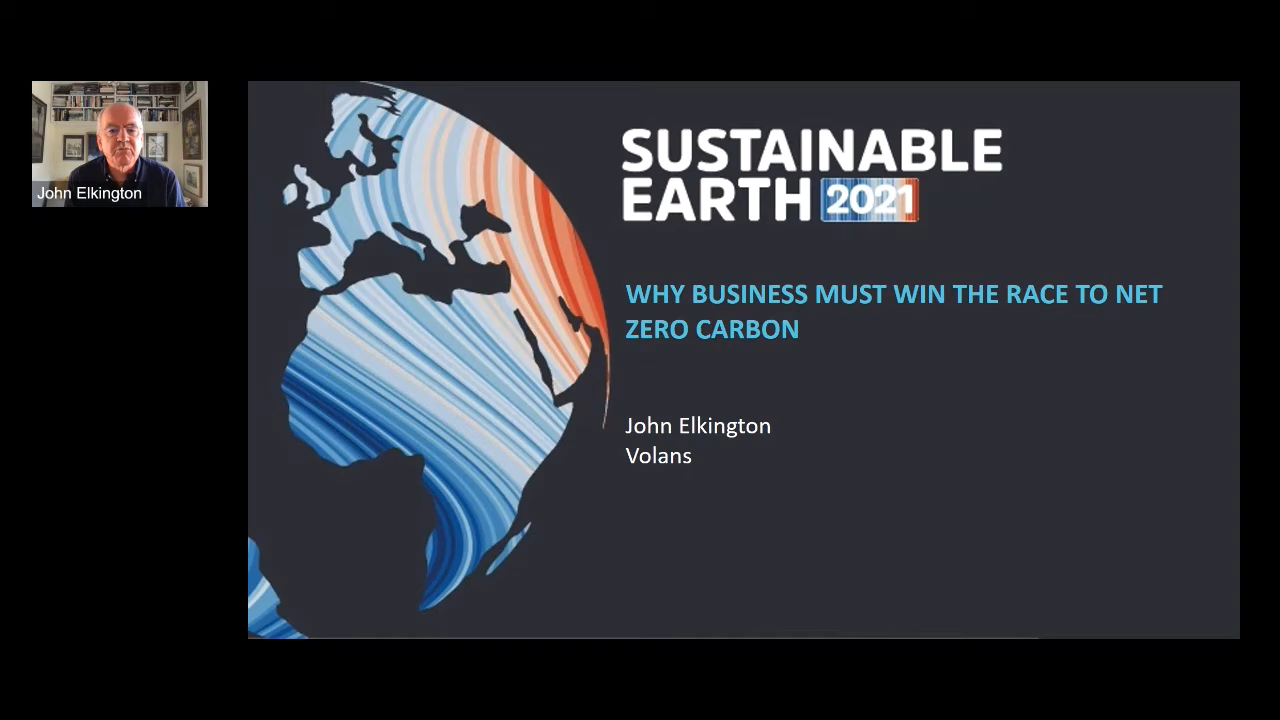 John Elkington
SUSTAINABLE
EARTH 2021
WHY BUSINESS MUST WIN THE RACE TO NET
ZERO CARBON
John Elkington
Volans